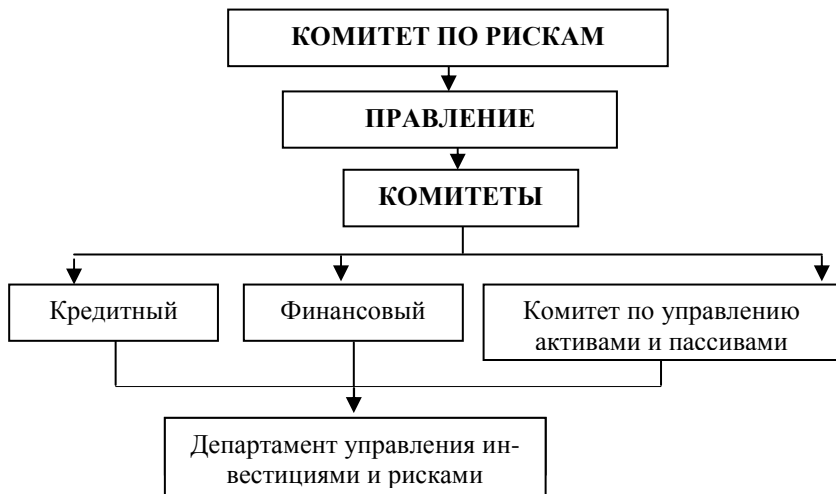 КОМИТЕТ ПО РИСКАМ
ПРАВЛЕНИЕ
КОМИТЕТЫ
Кредитный
Финансовый
Комитет по управлению
активами и пассивами
Департамент управления ин-
вестициями и рисками